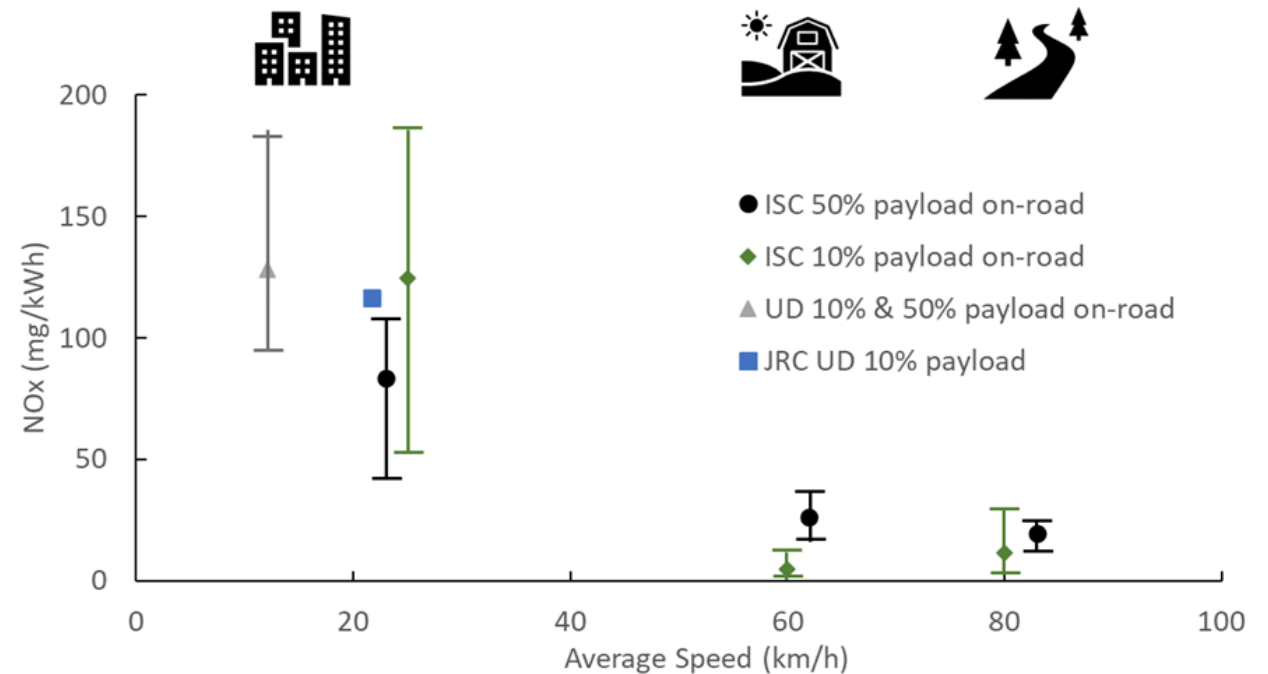 200
150
100
50
0
NOx (mg/kWh)
ISC 50% payload on-road
ISC 10% payload on-road
UD 10% & 50% payload on-road
JRC UD 10% payload
0 20 40 60 80 100
Average Speed (km/h)